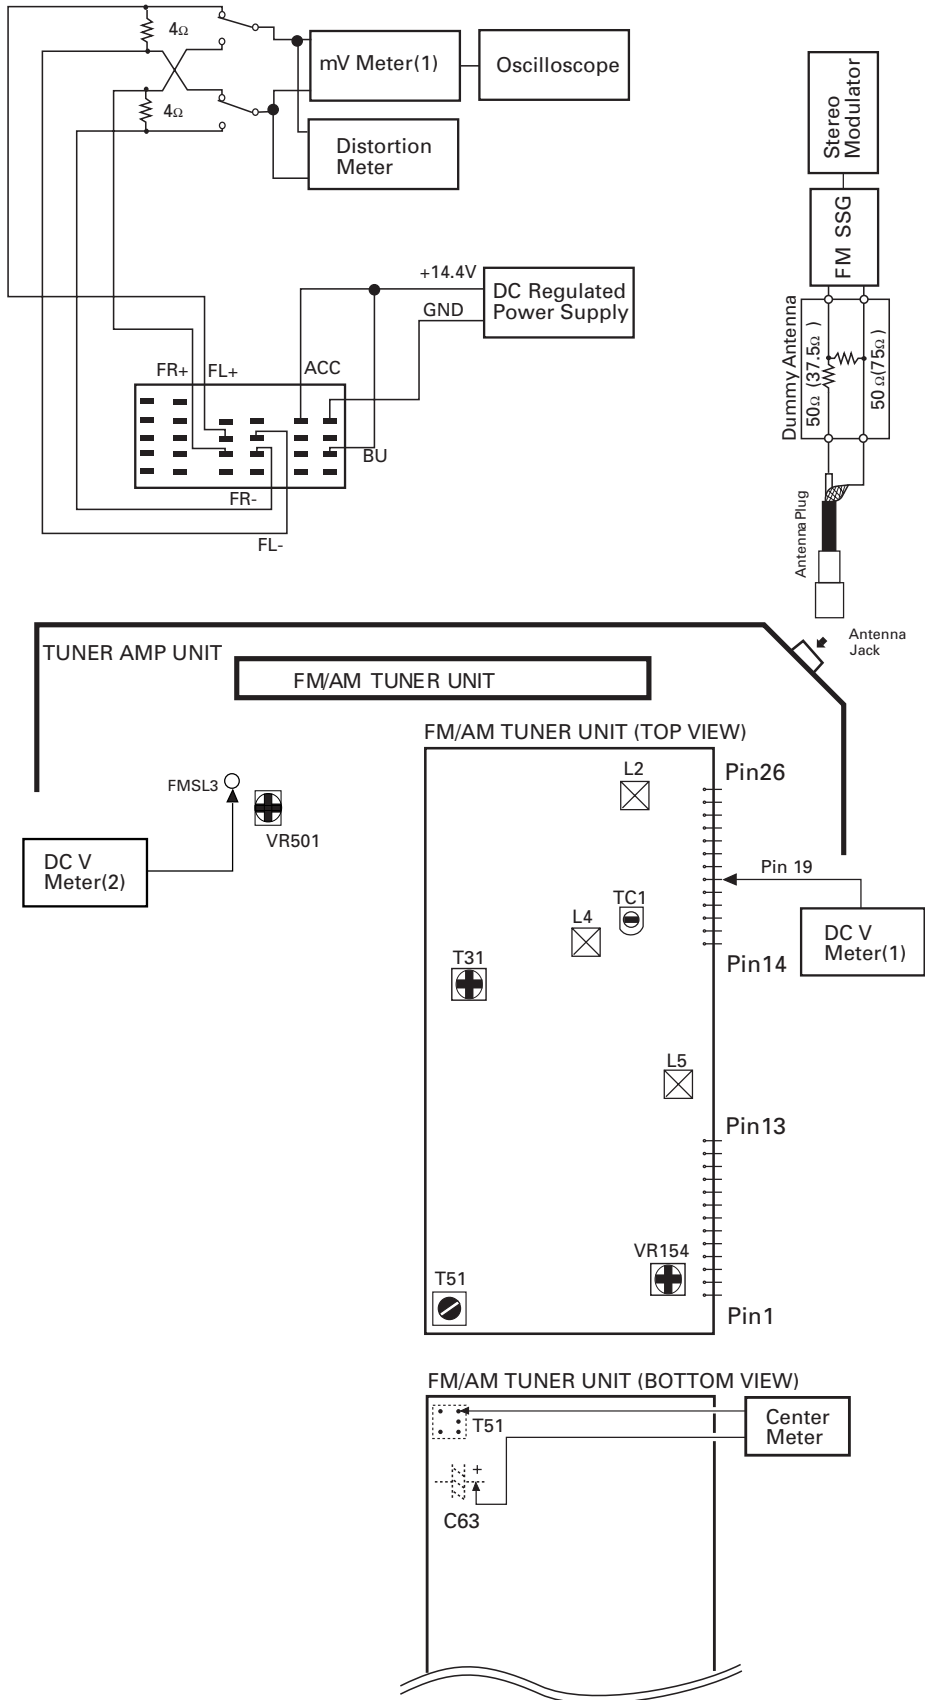 4Ω
4Ω
mV Meter(1)
Oscilloscope
Distortion
Meter
Stereo
Modulator
FM SSG
Dummy Antenna
50Ω (37.5Ω )
50 Ω(75Ω)
Antenna Plug
+14.4V
GND
DC Regulated
Power Supply
FR+
FL+
ACC
BU
FR-
FL-
Antenna
Jack
TUNER AMP UNIT
FM/AM TUNER UNIT
FM/AM TUNER UNIT (TOP VIEW)
FMSL3
VR501
DC V
Meter(2)
L2
Pin26
Pin 19
TC1
L4
T31
DC V
Meter(1)
Pin14
L5
Pin13
VR154
T51
Pin1
FM/AM TUNER UNIT (BOTTOM VIEW)
T51
Center
Meter
+
C63